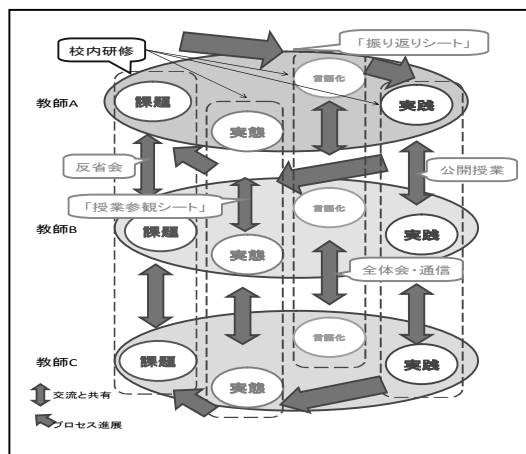 校内研修
「振り返りシート」
言語化
教師A
課題
実践
実態
反省会
公開授業
「授業参観シート」
言語化
教師B
課題
実践
実態
全体会・通信
言語化
教師C
課題
実践
実態
交流と共有
プロセス進展